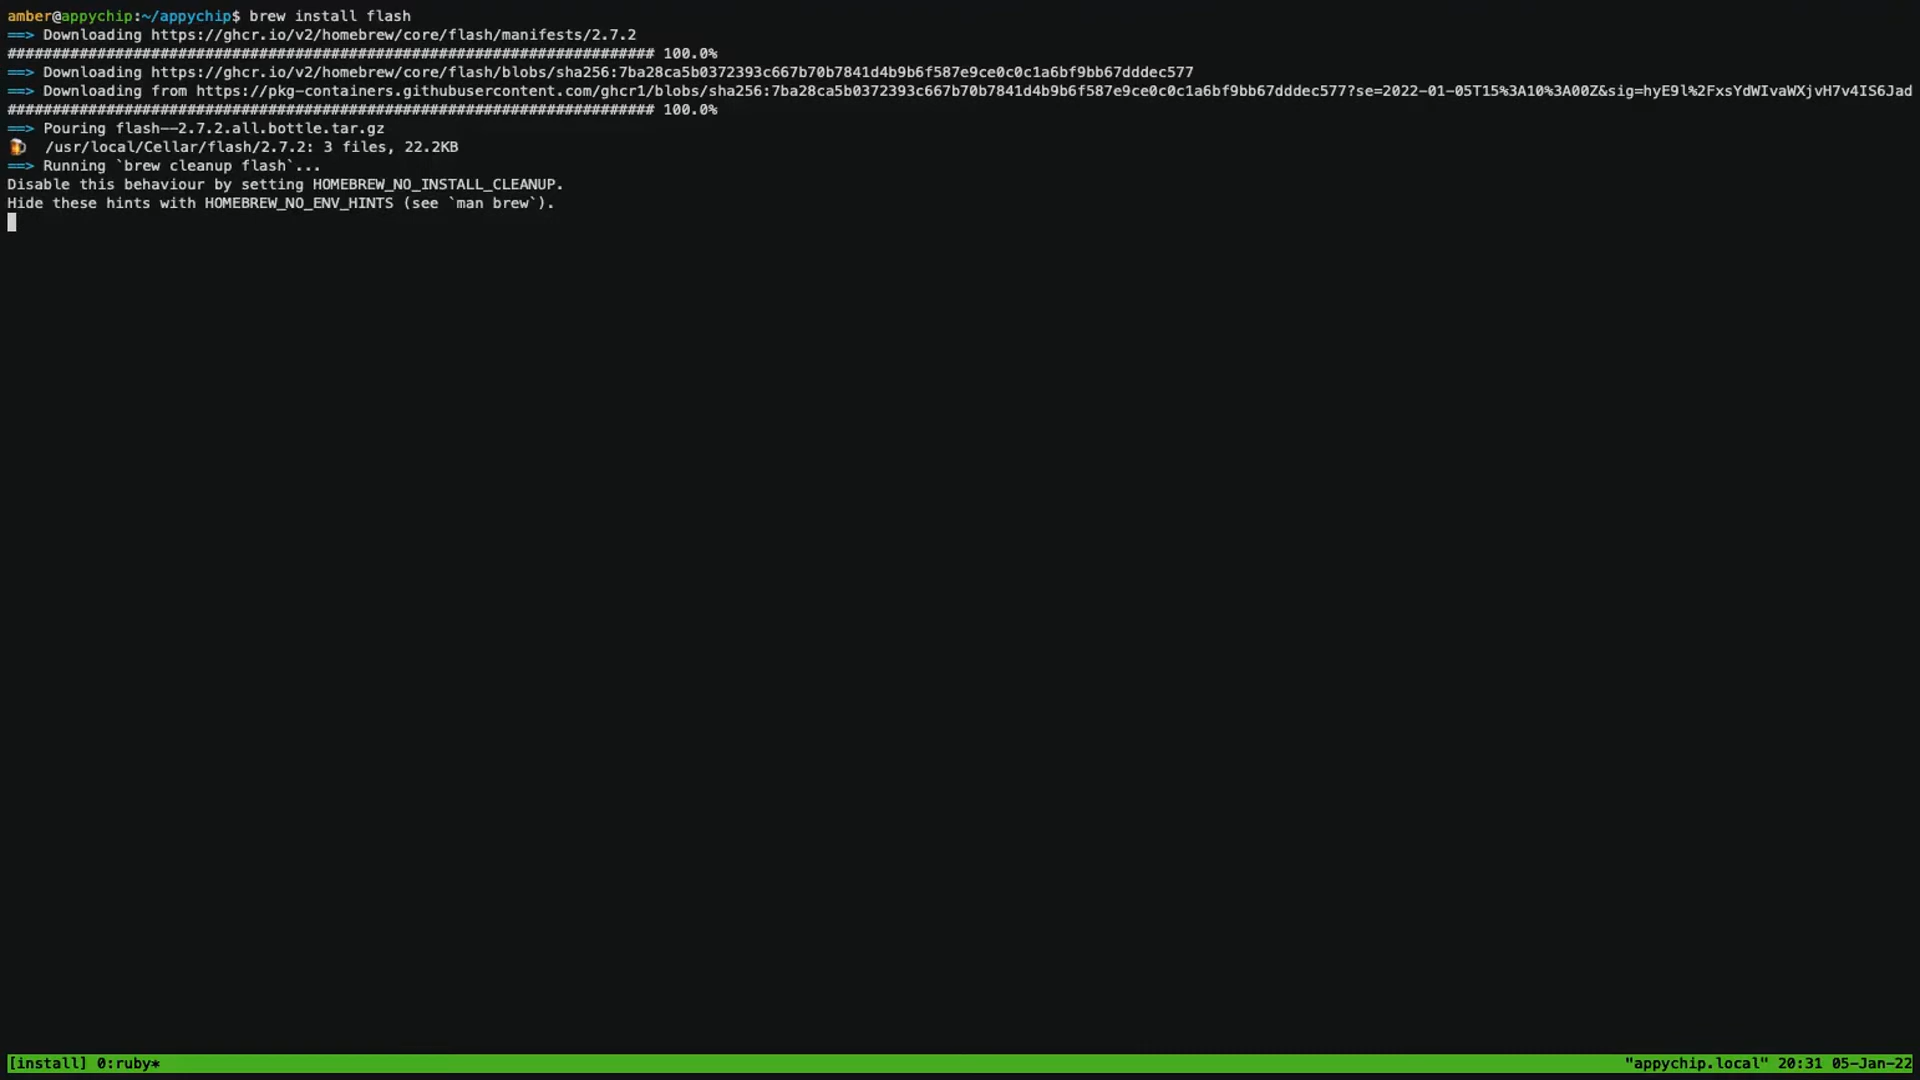 amber@appychip:~/appychip$ brew install flash
==> Downloading https://ghcr.io/v2/homebrew/core/flash/manifests/2.7.2
######################################################################## 100.0%
==> Downloading https://ghcr.io/v2/homebrew/core/flash/blobs/sha256:7ba28ca5b0372393c667b70b7841d4b9b6f587e9ce0c0c1a6bf9bb67dddec577
==> Downloading from https://pkg-containers.githubusercontent.com/ghcr1/blobs/sha256:7ba28ca5b0372393c667b70b7841d4b9b6f587e9ce0c0c1a6bf9bb67dddec577?se=2022-01-05T15%3A10%3A00Z&sig=hyE9l%2FxsYdWIvaWXjvH7v4IS6Jad
######################################################################## 100.0%
==> Pouring flash--2.7.2.all.bottle.tar.gz
🍺  /usr/local/Cellar/flash/2.7.2: 3 files, 22.2KB
==> Running `brew cleanup flash`...
Disable this behaviour by setting HOMEBREW_NO_INSTALL_CLEANUP.
Hide these hints with HOMEBREW_NO_ENV_HINTS (see `man brew`).
[install] 0:ruby* "appychip.local" 20:31 05-Jan-22